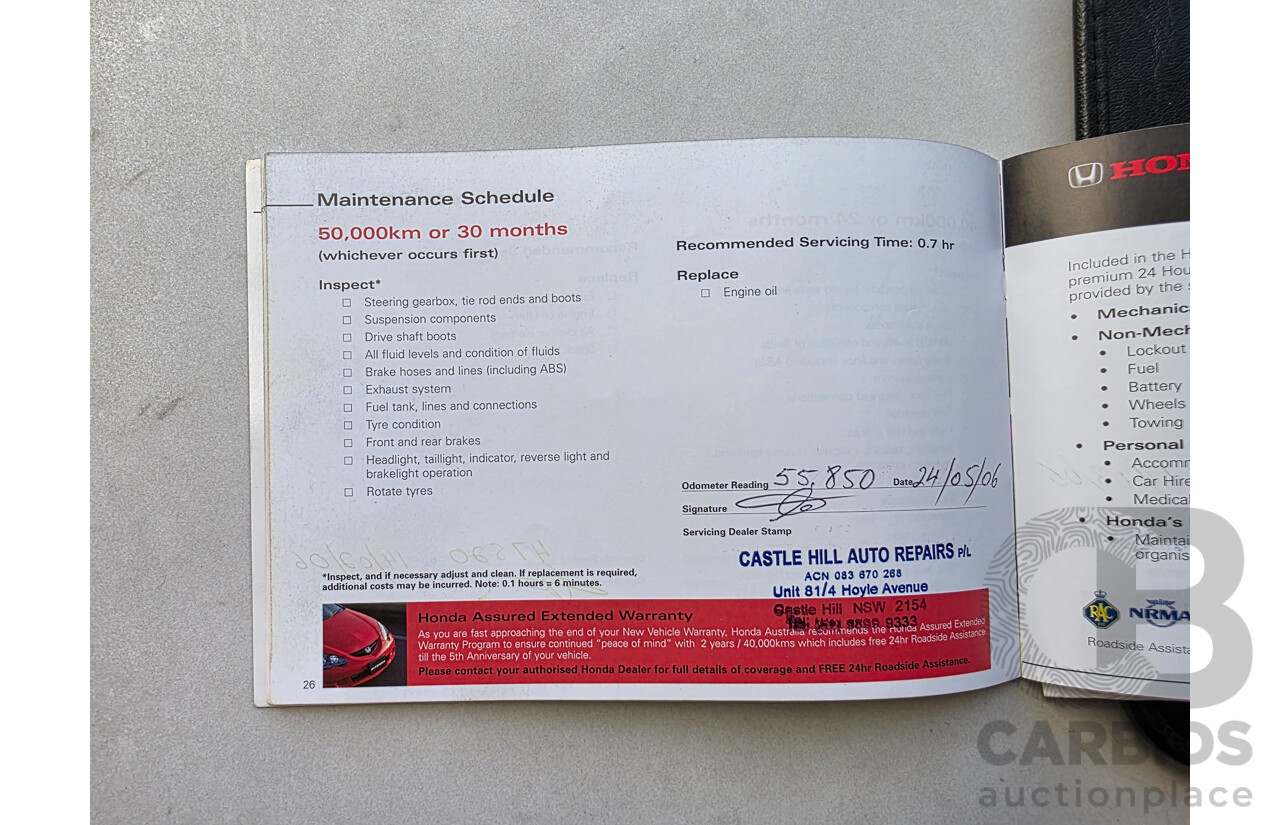 Maintenance Schedule
50,000km or 30 months
(whichever occurs first)
Inspect*
Steering gearbox, tie rod ends and boots
Suspension components
Drive shaft boots
All fluid levels and condition of fluids
Brake hoses and lines (including ABS)
Exhaust system
Fuel tank, lines and connections
Tyre condition
Front and rear brakes
Headlight, taillight, indicator, reverse light and
brakelight operation
Rotate tyres
*Inspect, and if necessary adjust and clean. If replacement is required,
additional costs may be incurred. Note: 0.1 hours = 6 minutes.
Recommended Servicing Time: 0.7 hr
Replace
Engine oil
Odometer Reading 55,850 Date 24/05/06
Signature
Servicing Dealer Stamp
CASTLE HILL AUTO REPAIRS P/L
ACN 083 670 268
Unit 81/4 Hoyle Avenue
Castle Hill NSW 2154
9899 9333
Honda Assured Extended Warranty
As you are fast approaching the end of your New Vehicle Warranty, Honda Australia recommends the Honda Assured Extended
Warranty Program to ensure continued "peace of mind" with 2 years / 40,000kms which includes free 24hr Roadside Assistance
till the 5th Anniversary of your vehicle.
Please contact your authorised Honda Dealer for full details of coverage and FREE 24hr Roadside Assistance.
26
HON
Included in the H
premium 24 Hou
provided by the s
• Mechanic
• Non-Mech
• Lockout
• Fuel
• Battery
• Wheels
• Towing
• Personal
• Accomm
• Car Hire
• Medical
• Honda's
• Maintai
organis
RAC
NRMA
Roadside Assista
CB
CARBIDS
auctionplace